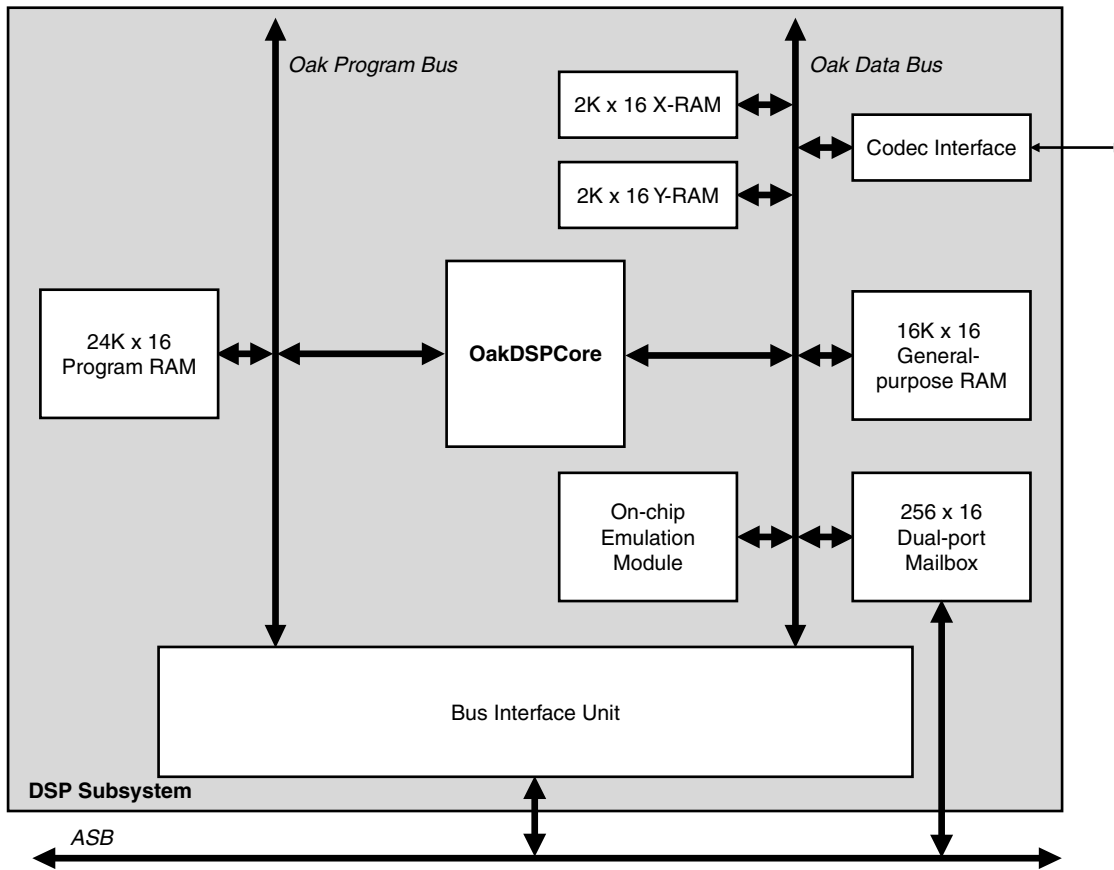 Oak Program Bus
Oak Data Bus
2K x 16 X-RAM
Codec Interface
2K x 16 Y-RAM
24K x 16
Program RAM
OakDSPCore
16K x 16
General-
purpose RAM
On-chip
Emulation
Module
256 x 16
Dual-port
Mailbox
Bus Interface Unit
DSP Subsystem
ASB